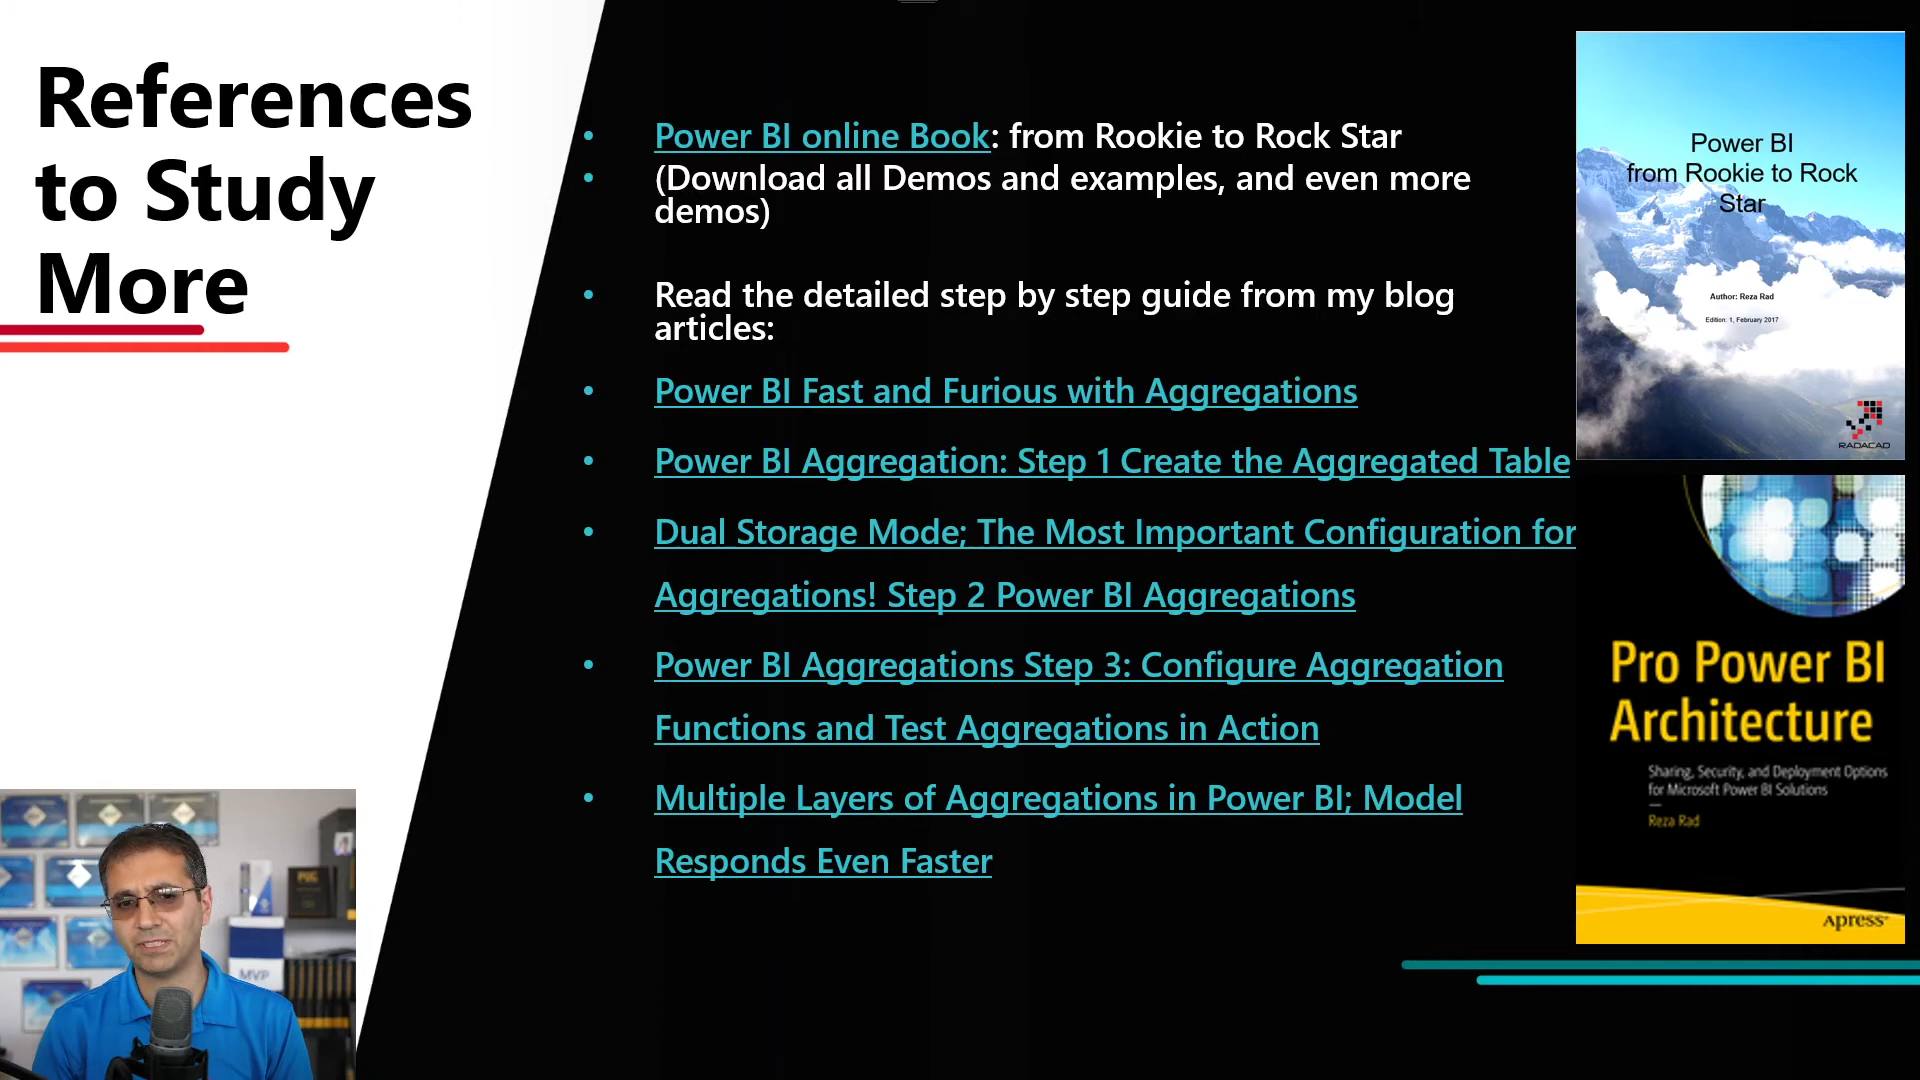 References
to Study
More
Power BI online Book: from Rookie to Rock Star
(Download all Demos and examples, and even more
demos)
Read the detailed step by step guide from my blog
articles:
Power BI Fast and Furious with Aggregations
Power BI Aggregation: Step 1 Create the Aggregated Table
Dual Storage Mode; The Most Important Configuration for
Aggregations! Step 2 Power BI Aggregations
Power BI Aggregations Step 3: Configure Aggregation
Functions and Test Aggregations in Action
Multiple Layers of Aggregations in Power BI; Model
Responds Even Faster
Power BI
from Rookie to Rock
Star
Author: Reza Rad
Edition: 1, February 2017
RADACAD
Pro Power BI
Architecture
Sharing, Security, and Deployment Options
for Microsoft Power BI Solutions
Reza Rad
Apress
MVP